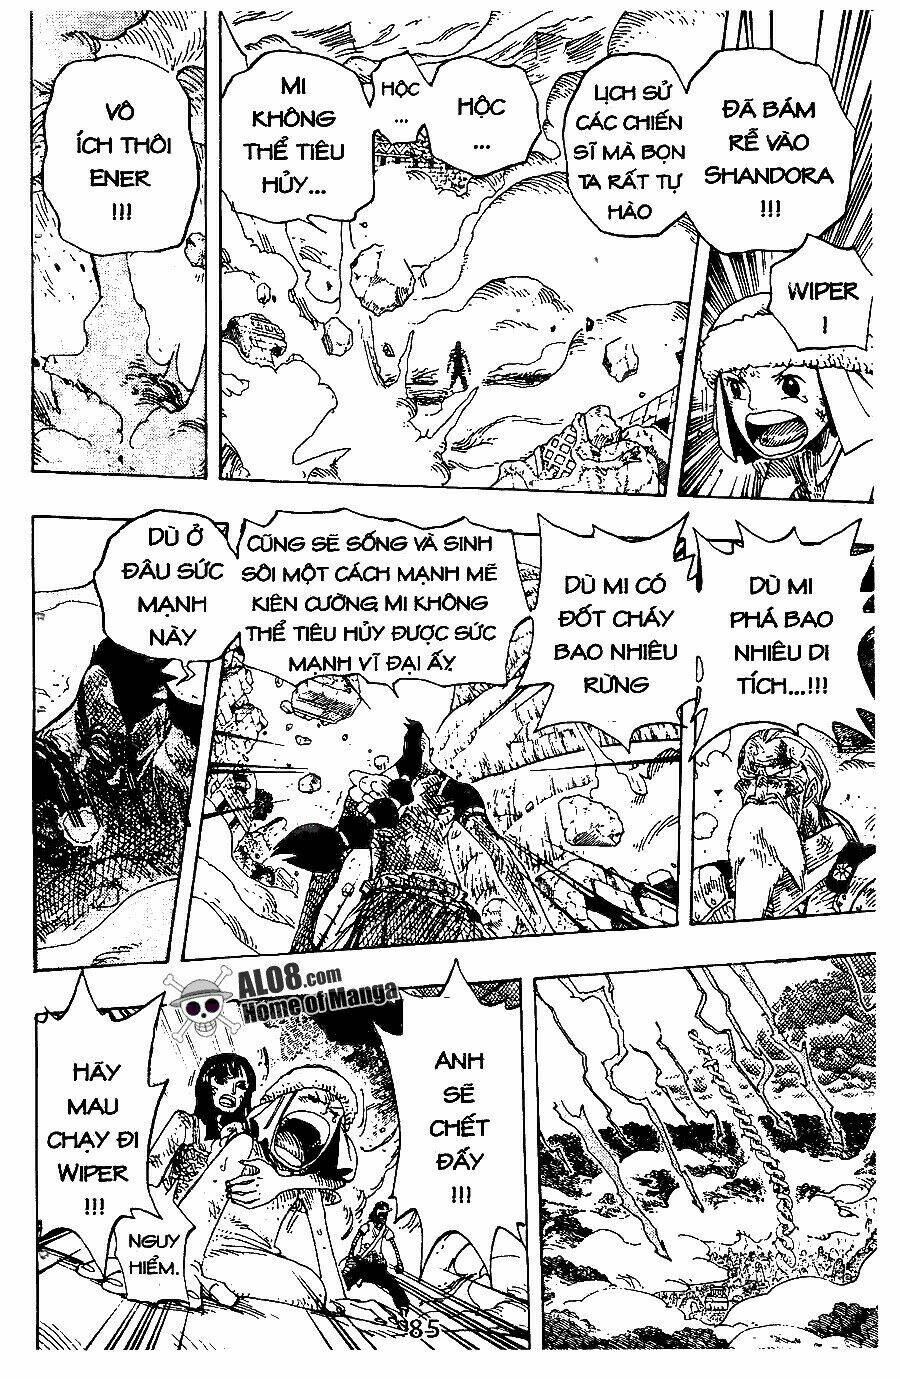 ĐÃ BÁM
RỄ VÀO
SHANDORA
!!!
LỊCH SỬ
CÁC CHIẾN
SĨ MÀ BỌN
TA RẤT TỰ
HÀO
WIPER
!
HỘC
...
HỘC
...
MI
KHÔNG
THỂ TIÊU
HỦY...
VÔ
ÍCH THÔI
ENER
!!!
DÙ MI
PHÁ BAO
NHIÊU DI
TÍCH...!!!
DÙ MI CÓ
ĐỐT CHÁY
BAO NHIÊU
RỪNG
CŨNG SẼ SỐNG VÀ SINH
SÔI MỘT CÁCH MẠNH MẼ
KIÊN CƯỜNG. MI KHÔNG
THỂ TIÊU HỦY ĐƯỢC SỨC
MẠNH VĨ ĐẠI ẤY.
DÙ Ở
ĐÂU SỨC
MẠNH
NÀY
ANH
SẼ
CHẾT
ĐẤY
!!!
HÃY
MAU
CHẠY ĐI
WIPER
!!!
NGUY
HIỂM.
ALO8.com
Home of Manga
85